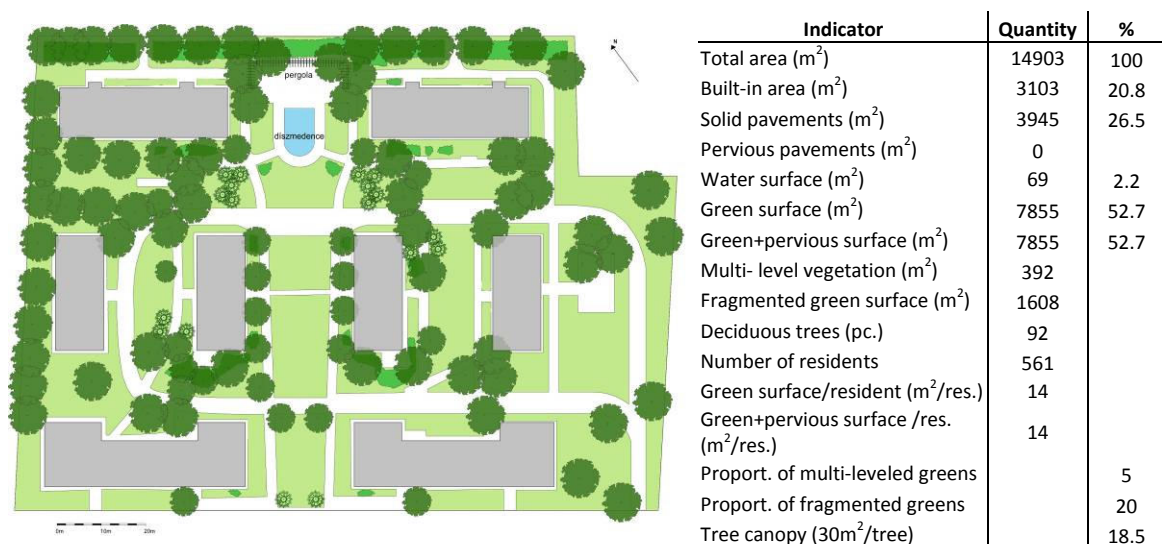 N
pergola
díszmedence
0m 10m 20m
Indicator Quantity %
Total area (m²) 14903 100
Built-in area (m²) 3103 20.8
Solid pavements (m²) 3945 26.5
Pervious pavements (m²) 0
Water surface (m²) 69 2.2
Green surface (m²) 7855 52.7
Green+pervious surface (m²) 7855 52.7
Multi- level vegetation (m²) 392
Fragmented green surface (m²) 1608
Deciduous trees (pc.) 92
Number of residents 561
Green surface/resident (m²/res.) 14
Green+pervious surface /res.
(m²/res.) 14
Proport. of multi-leveled greens 5
Proport. of fragmented greens 20
Tree canopy (30m²/tree) 18.5